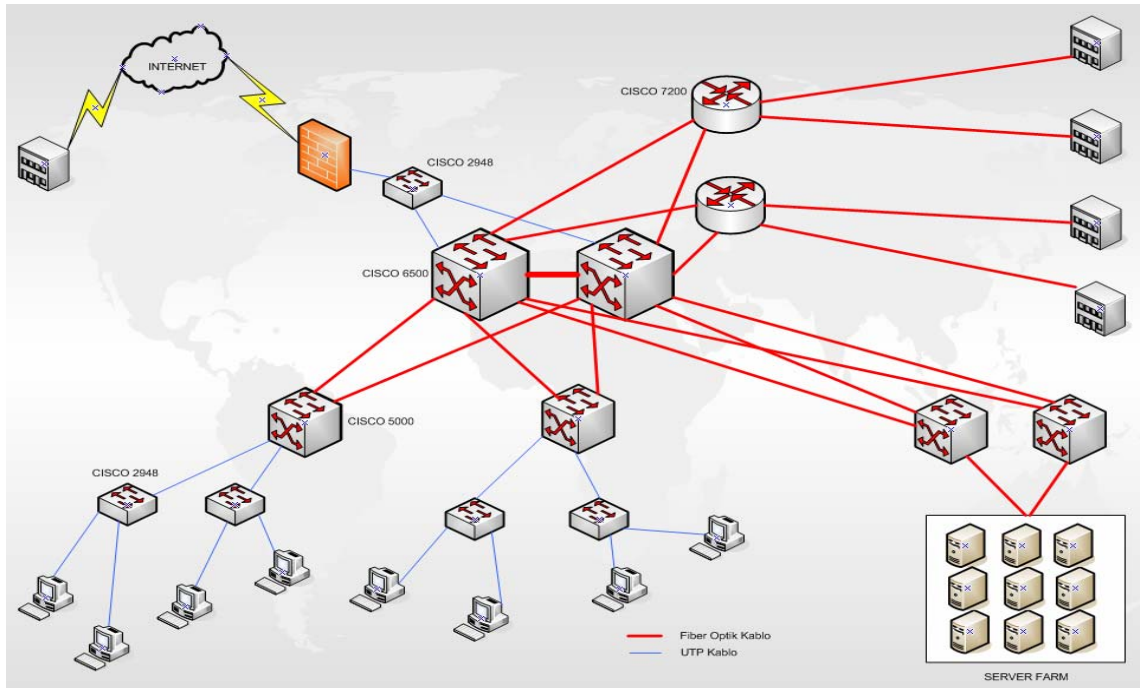 INTERNET
CISCO 7200
CISCO 2948
CISCO 6500
CISCO 5000
CISCO 2948
Fiber Optik Kablo
UTP Kablo
SERVER FARM